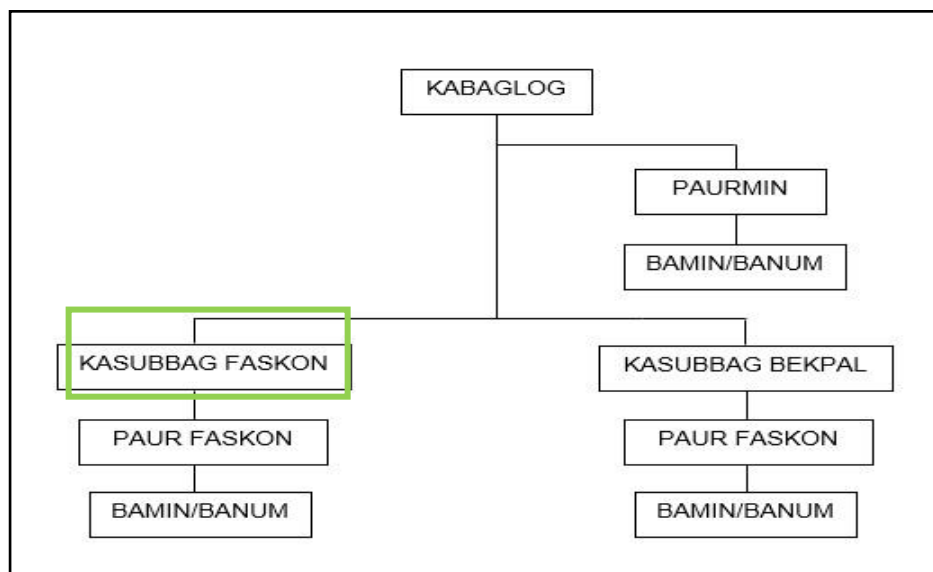 KABAGLOG
PAURMIN
BAMIN/BANUM
KASUBBAG FASKON
KASUBBAG BEKPAL
PAUR FASKON
PAUR FASKON
BAMIN/BANUM
BAMIN/BANUM